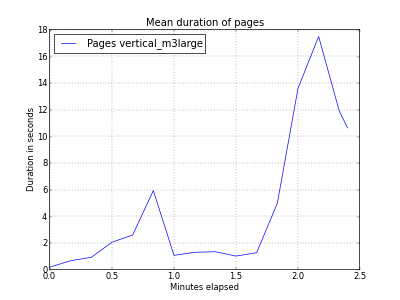 Mean duration of pages
Pages vertical_m3large
Duration in seconds
18
16
14
12
10
8
6
4
2
0
0.0 0.5 1.0 1.5 2.0 2.5
Minutes elapsed